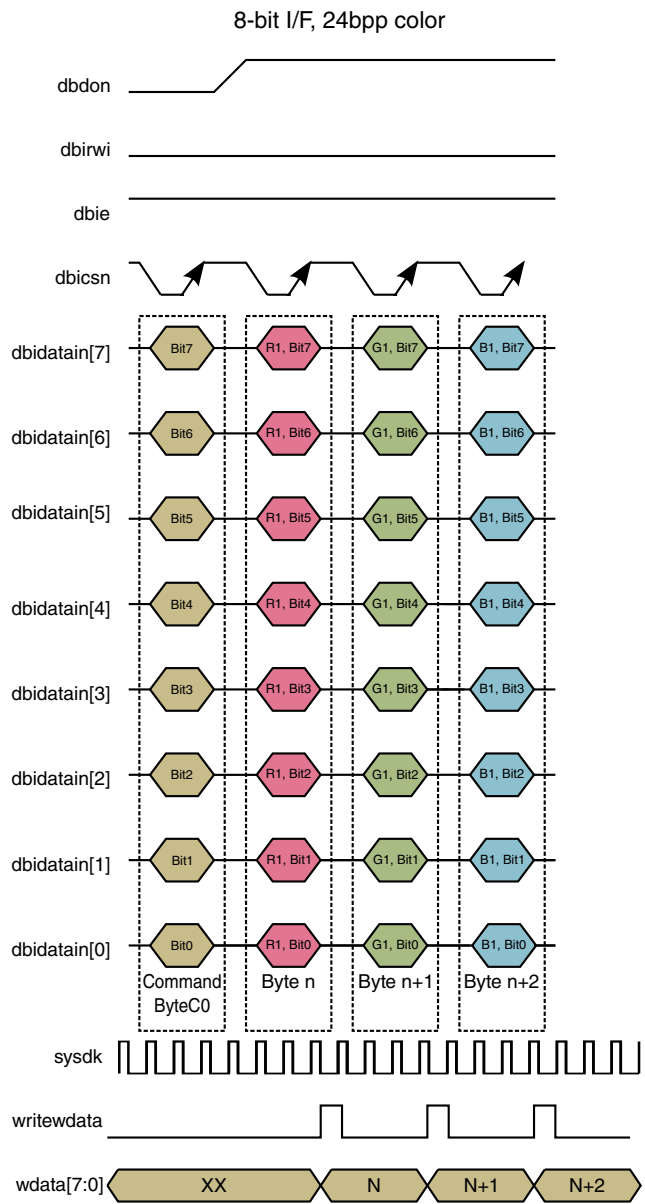 8-bit I/F, 24bpp color
dbdon
dbirwi
dbie
dbicsn
dbidatain[7] Bit7 R1, Bit7 G1, Bit7 B1, Bit7
dbidatain[6] Bit6 R1, Bit6 G1, Bit6 B1, Bit6
dbidatain[5] Bit5 R1, Bit5 G1, Bit5 B1, Bit5
dbidatain[4] Bit4 R1, Bit4 G1, Bit4 B1, Bit4
dbidatain[3] Bit3 R1, Bit3 G1, Bit3 B1, Bit3
dbidatain[2] Bit2 R1, Bit2 G1, Bit2 B1, Bit2
dbidatain[1] Bit1 R1, Bit1 G1, Bit1 B1, Bit1
dbidatain[0] Bit0 R1, Bit0 G1, Bit0 B1, Bit0
Command Byte n Byte n+1 Byte n+2
ByteC0
sysdk
writewdata
wdata[7:0] XX N N+1 N+2